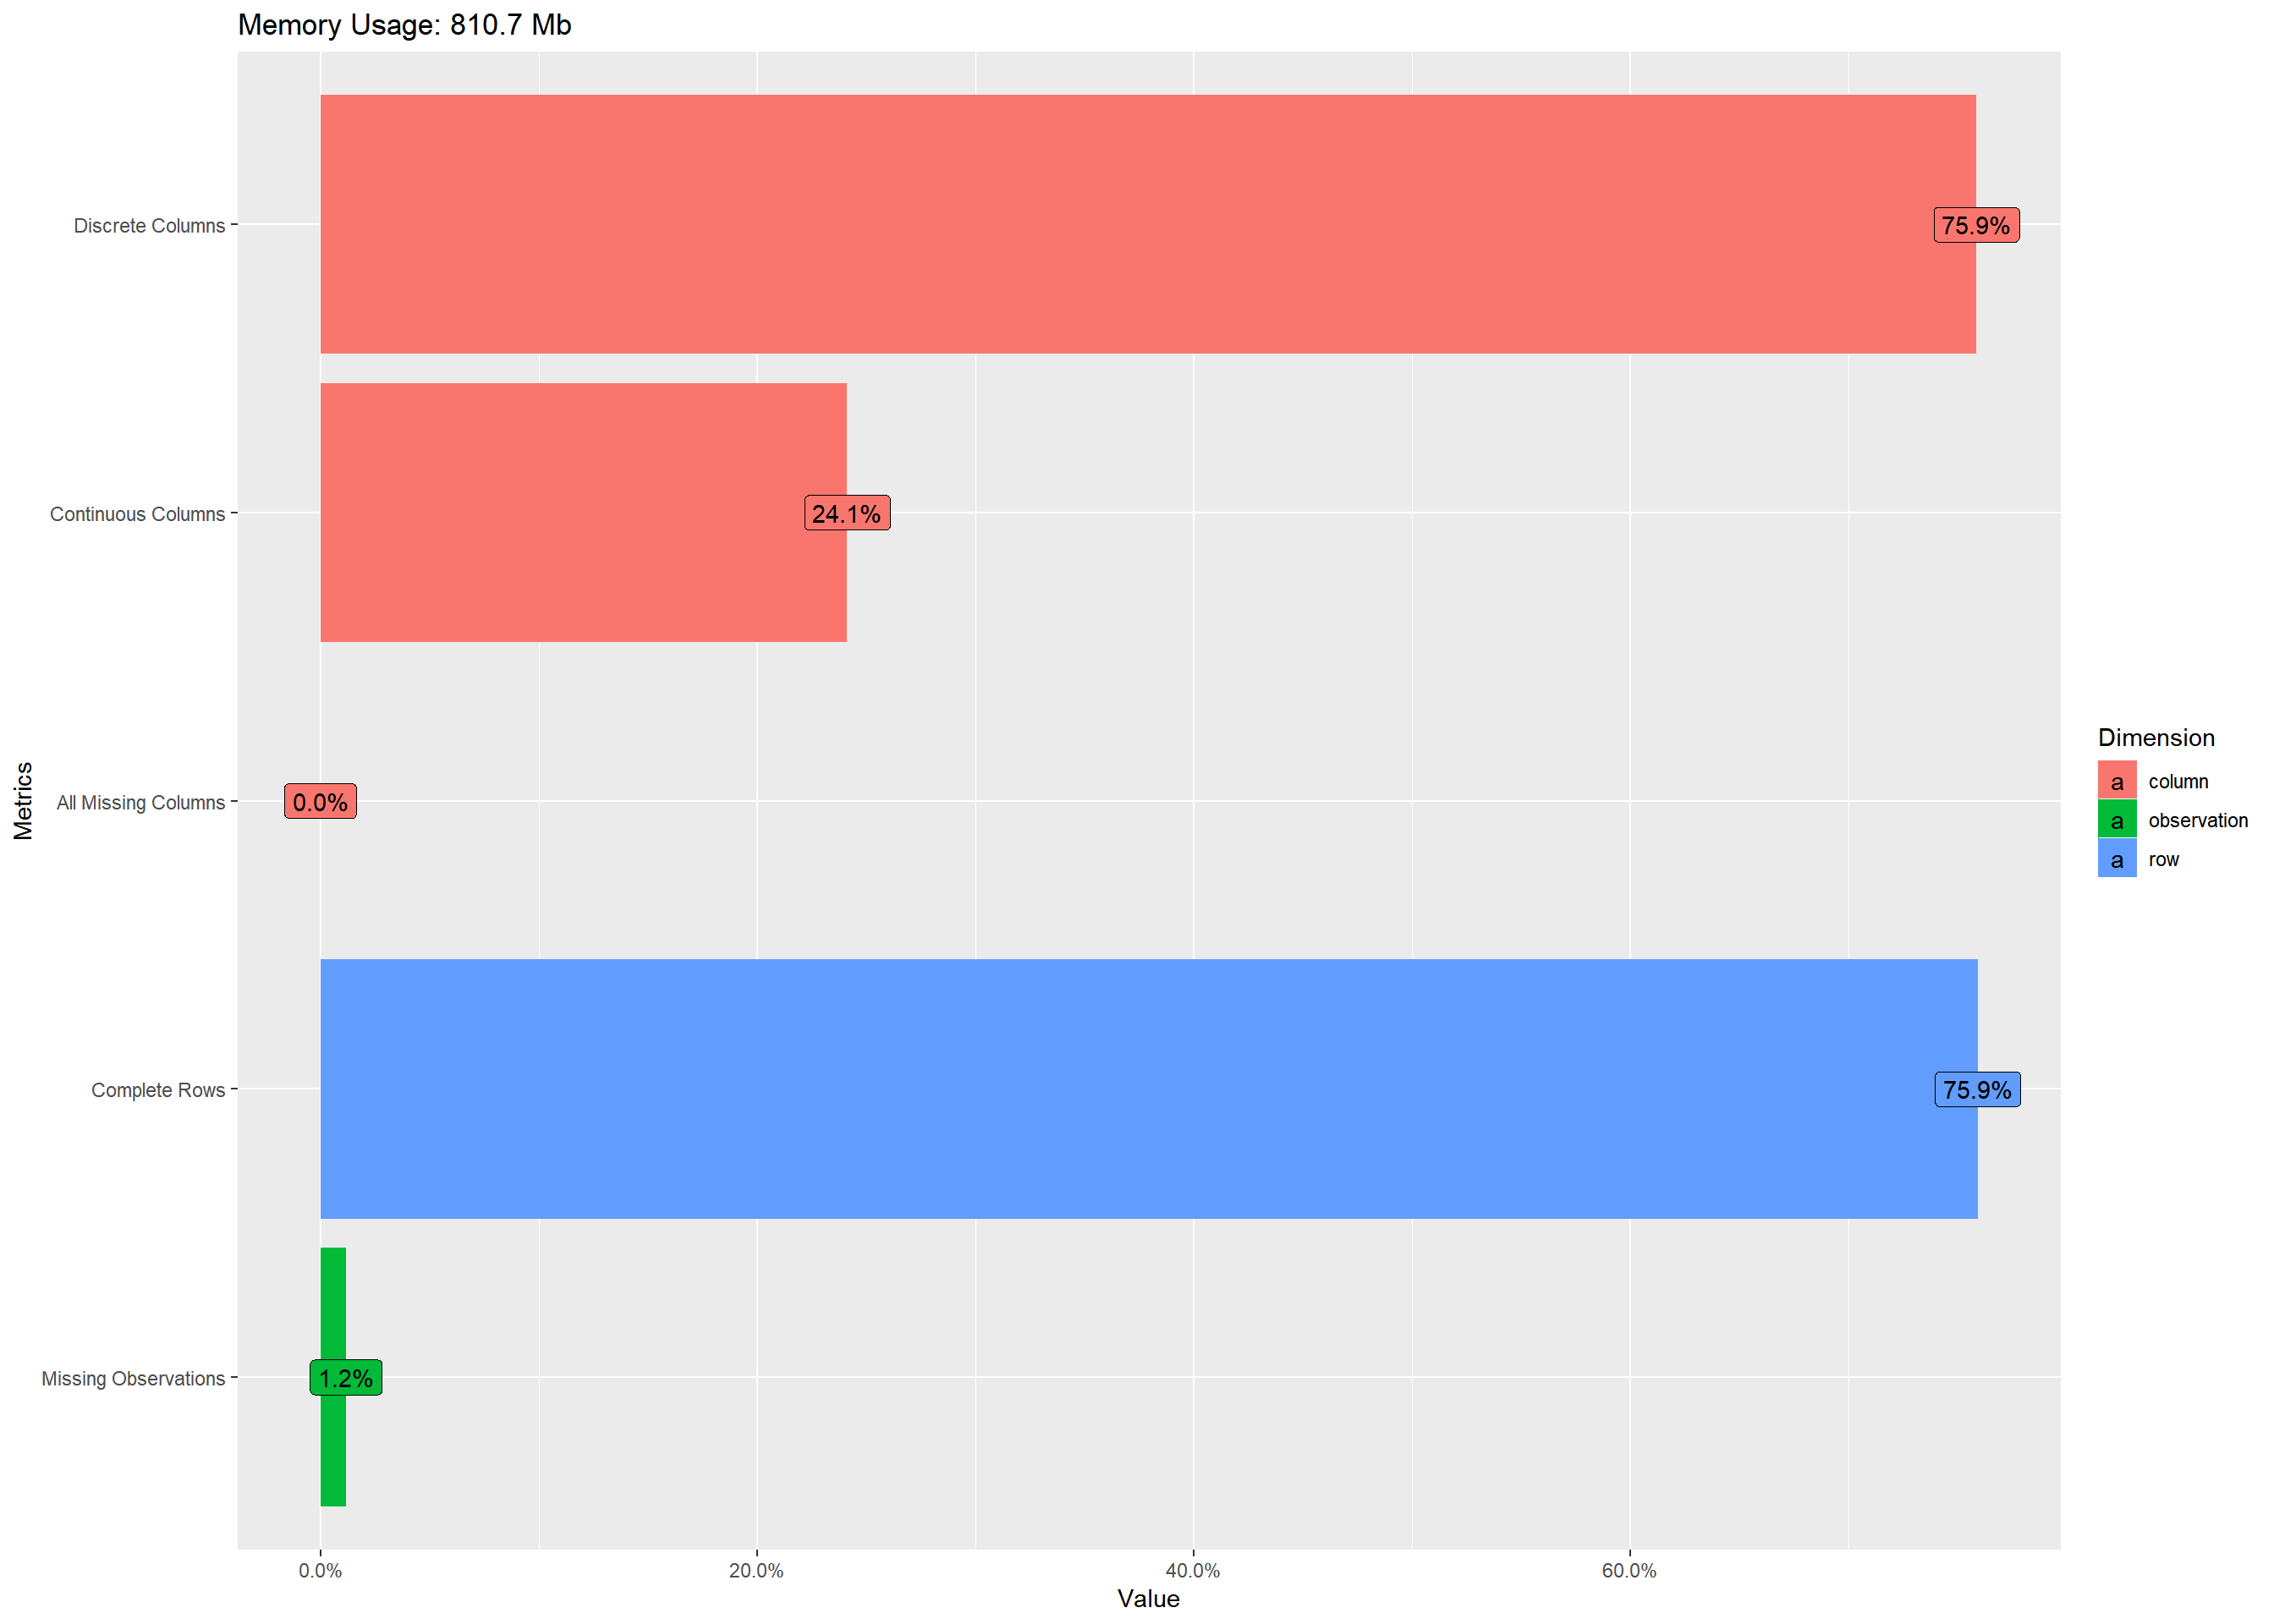 Memory Usage: 810.7 Mb
Metrics
Discrete Columns
75.9%
Continuous Columns
24.1%
All Missing Columns
0.0%
Complete Rows
75.9%
Missing Observations
1.2%
0.0%
20.0%
40.0%
60.0%
Value
Dimension
a column
a observation
a row